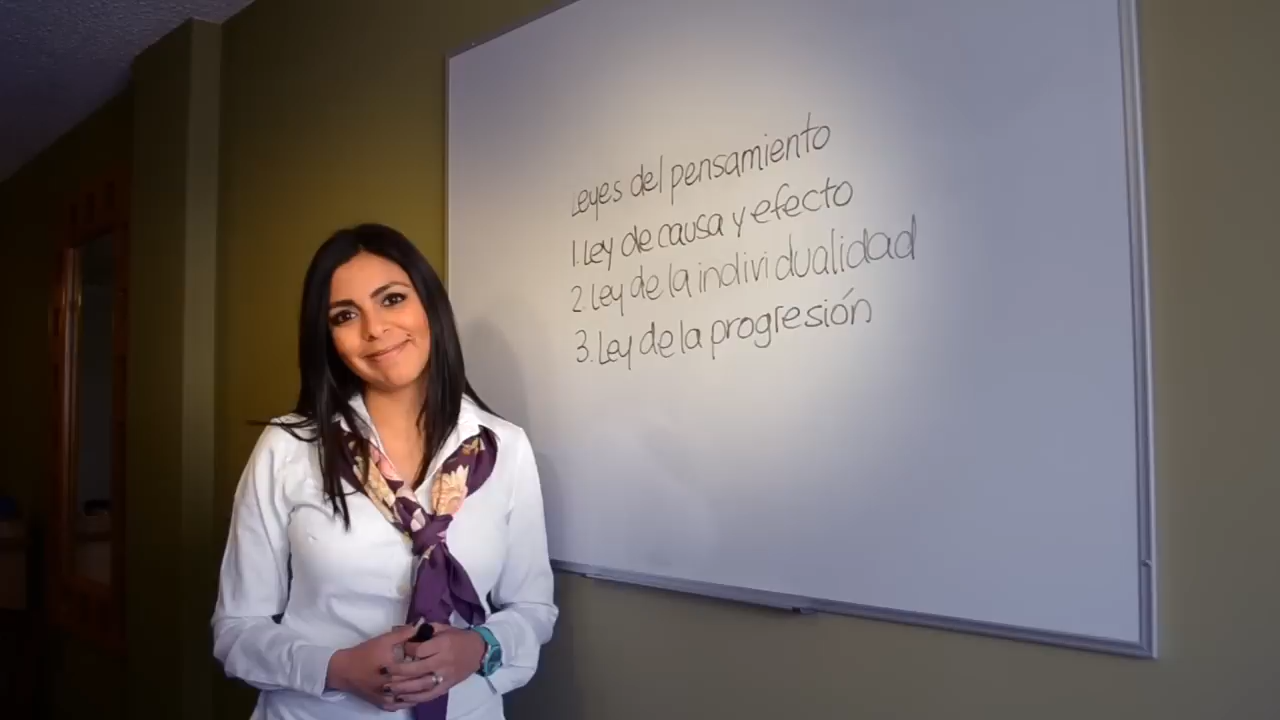 Leyes del pensamiento
1. Ley de causa y efecto
2 Ley de la individualidad
3. Ley de la progresión